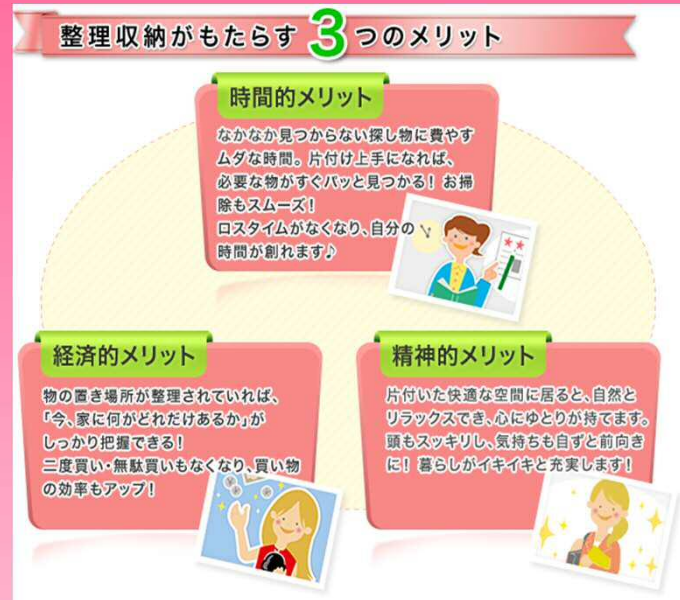 整理収納がもたらす3つのメリット
時間的メリット
なかなか見つからない探し物に費やす
ムダな時間。片付け上手になれば、
必要な物がすぐパッと見つかる！お掃
除もスムーズ！
ロスタイムがなくなり、自分の
時間が創れます♪
経済的メリット
物の置き場所が整理されていれば、
「今、家に何がどれだけあるか」が
しっかり把握できる！
二度買い・無駄買いもなくなり、買い物
の効率もアップ！
精神的メリット
片付いた快適な空間に居ると、自然と
リラックスでき、心にゆとりが持てます。
頭もスッキリし、気持ちも自ずと前向き
に！暮らしがイキイキと充実します！